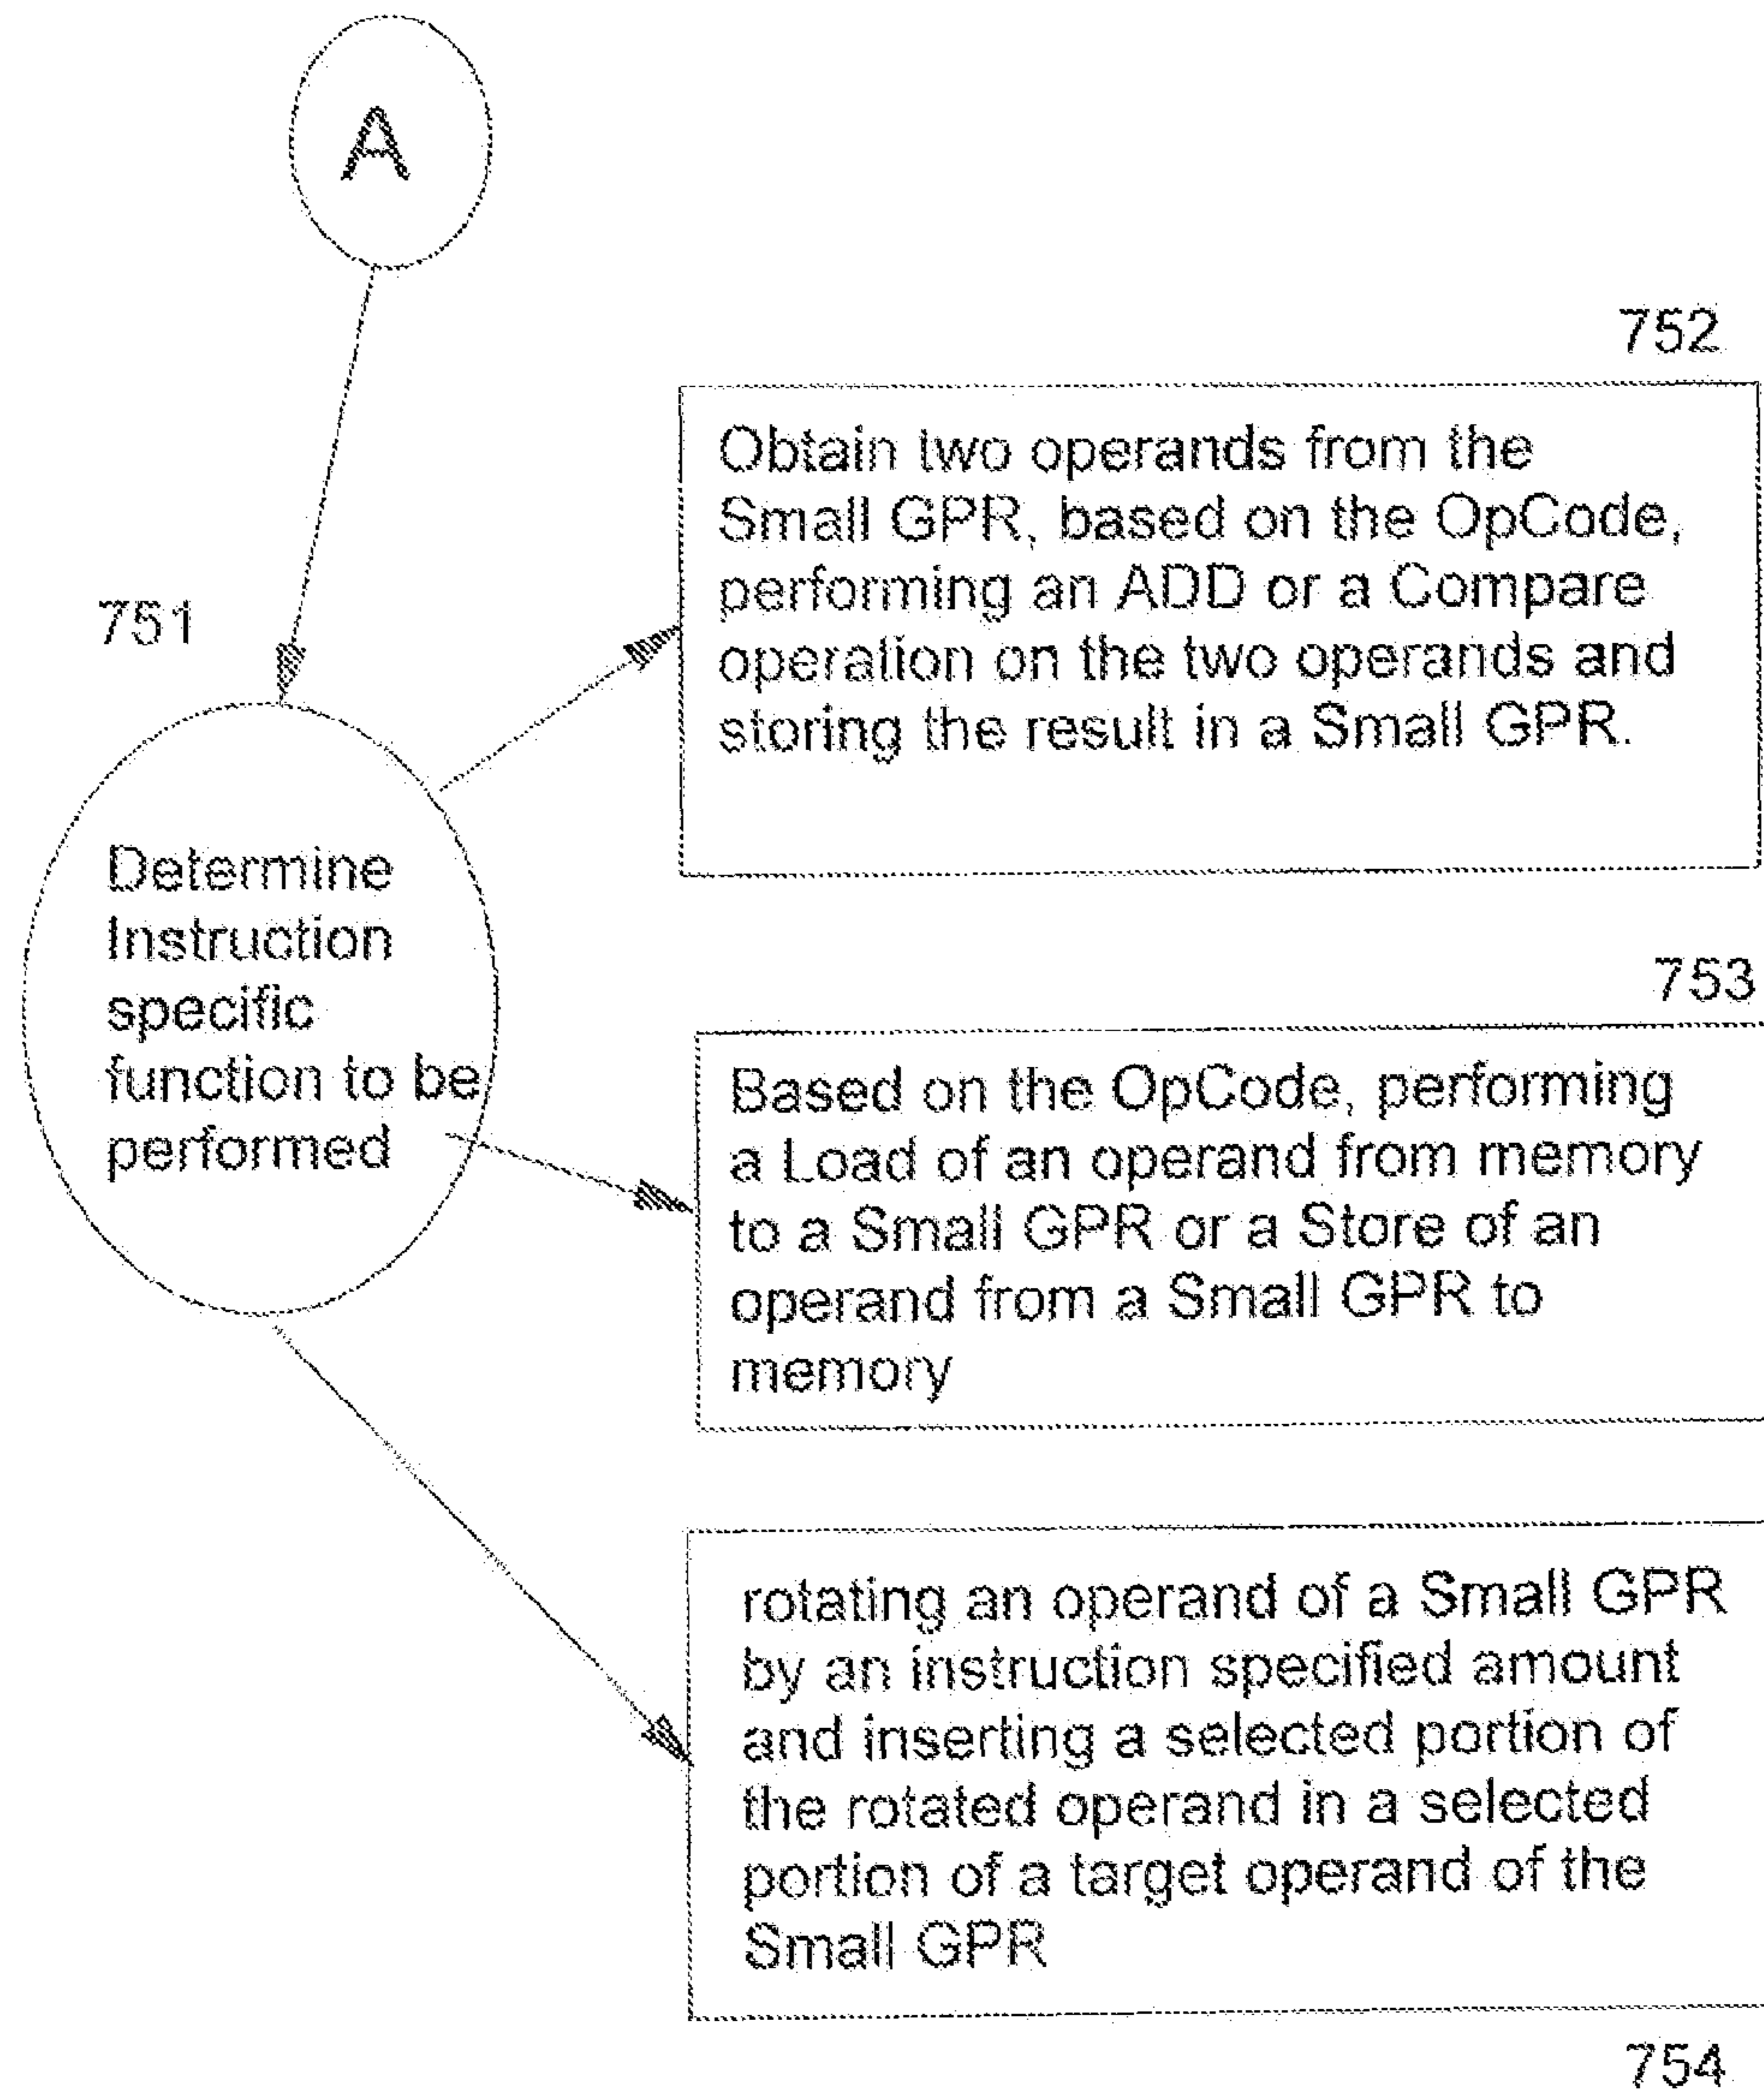 A
751
Determine
Instruction
specific
function to be
performed
752
Obtain two operands from the
Small GPR, based on the OpCode,
performing an ADD or a Compare
operation on the two operands and
storing the result in a Small GPR.
753
Based on the OpCode, performing
a Load of an operand from memory
to a Small GPR or a Store of an
operand from a Small GPR to
memory
rotating an operand of a Small GPR
by an instruction specified amount
and inserting a selected portion of
the rotated operand in a selected
portion of a target operand of the
Small GPR
754